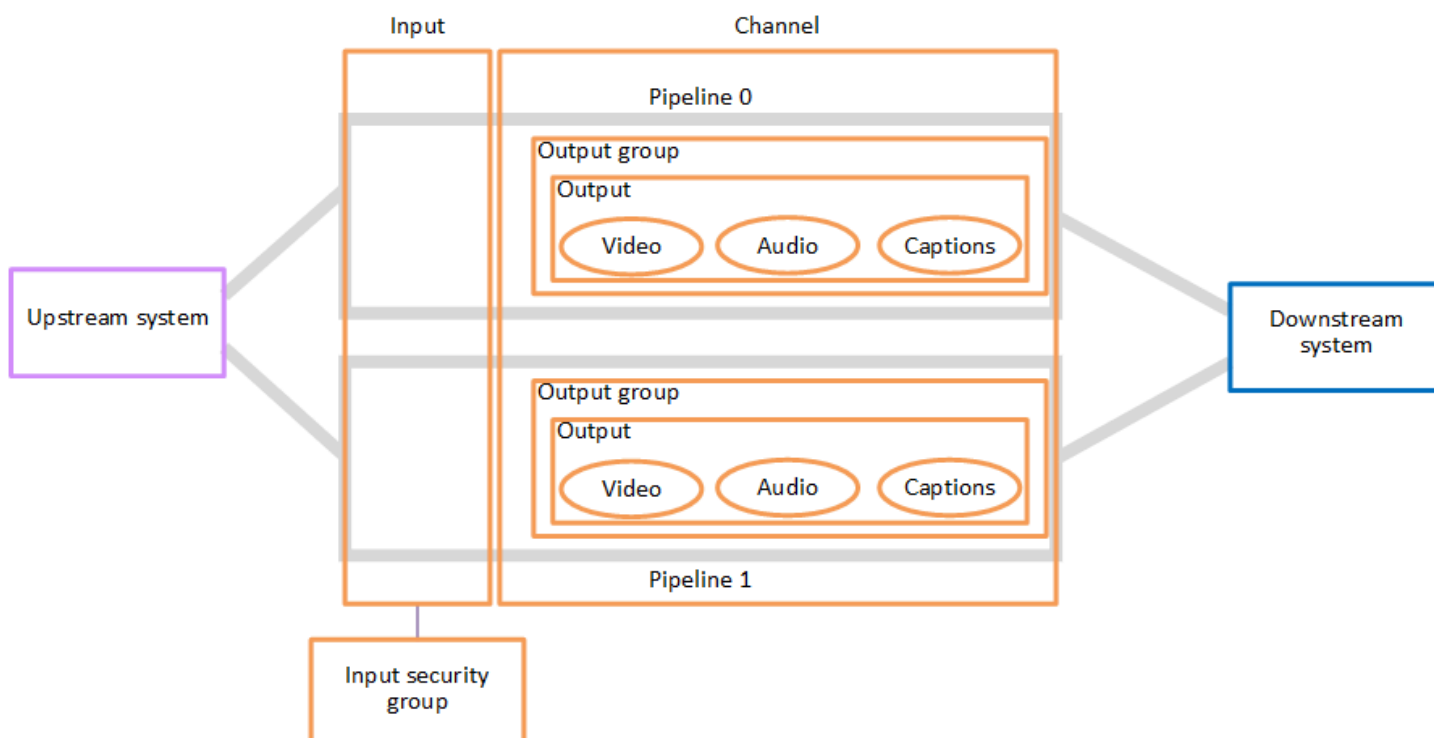 Input
Channel
Pipeline 0
Output group
Output
Video
Audio
Captions
Upstream system
Downstream
system
Output group
Output
Video
Audio
Captions
Pipeline 1
Input security
group